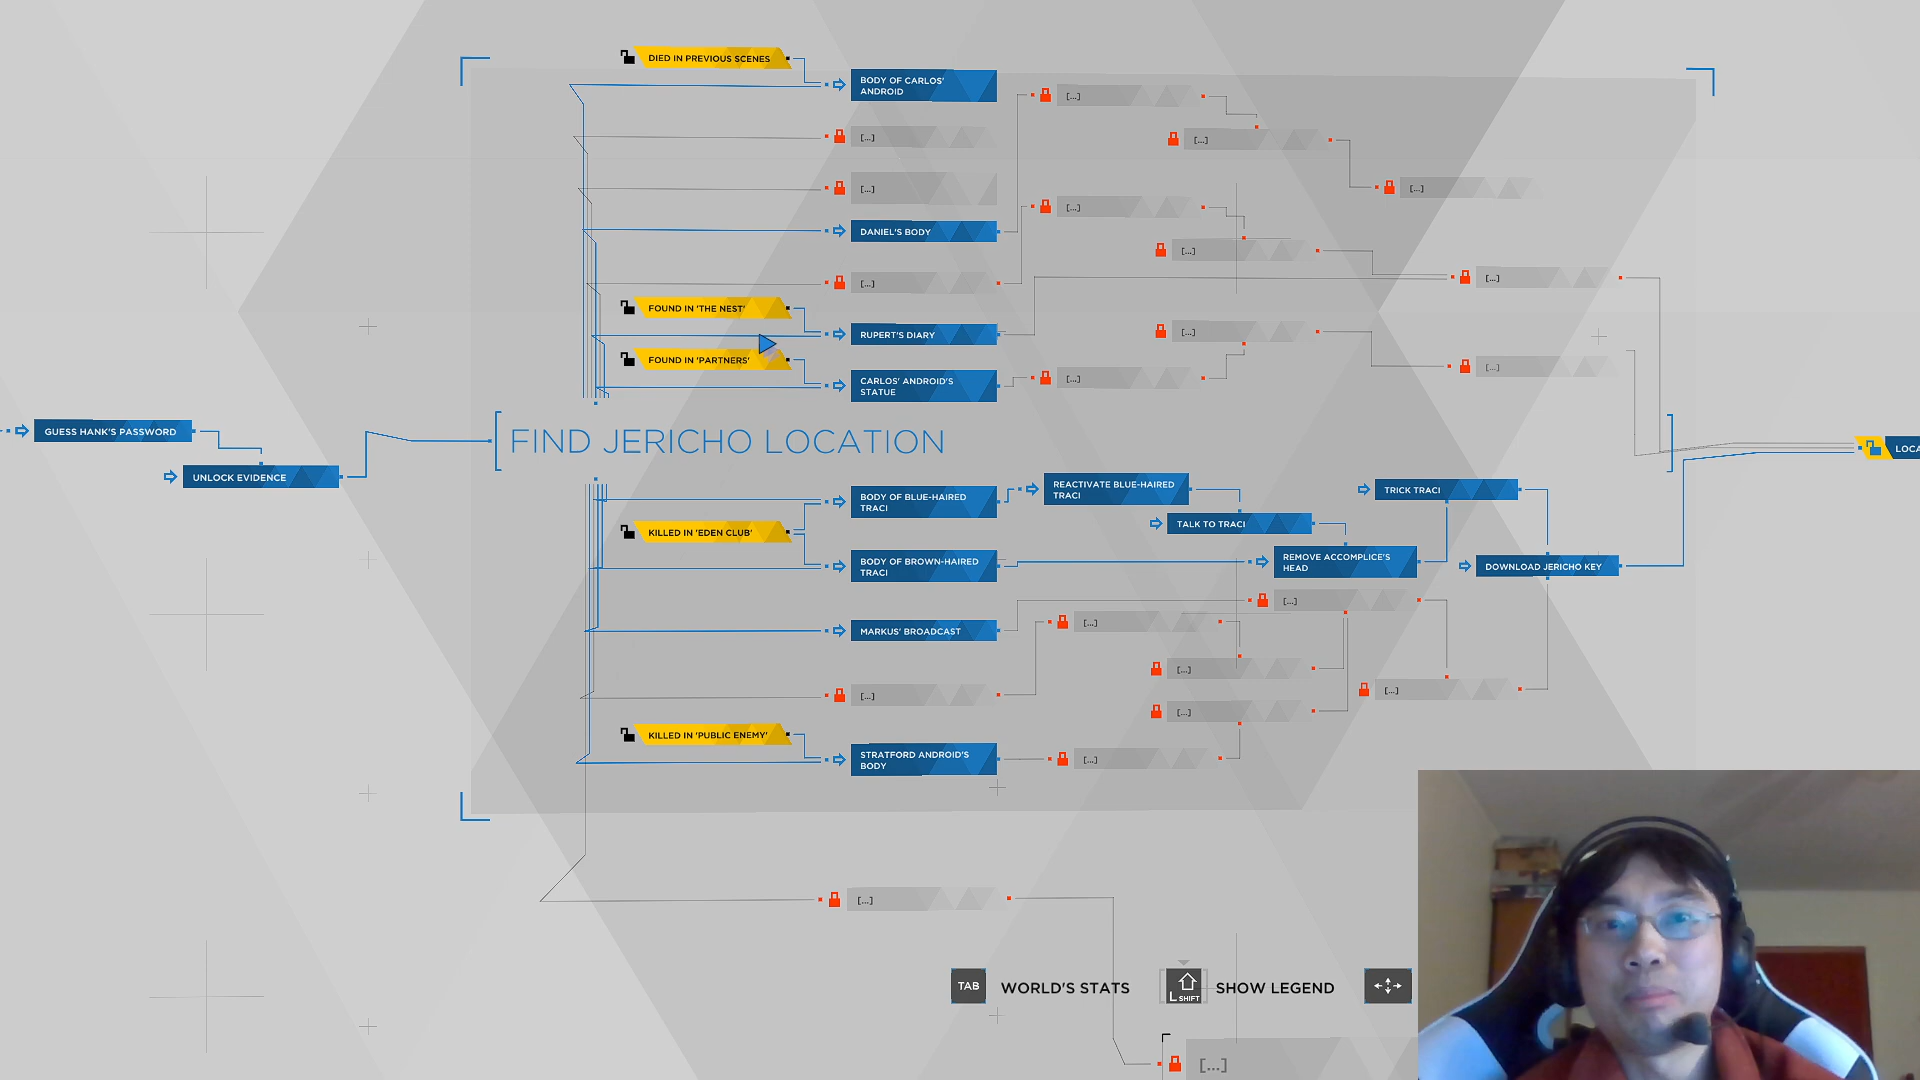 DIED IN PREVIOUS SCENES
BODY OF CARLOS'
ANDROID
[...]
[...]
[...]
[...]
[...]
[...]
DANIEL'S BODY
[...]
[...]
[...]
FOUND IN 'THE NEST'
RUPERT'S DIARY
[...]
FOUND IN 'PARTNERS'
[...]
CARLOS' ANDROID'S
STATUE
[...]
GUESS HANK'S PASSWORD
FIND JERICHO LOCATION
LOCA
UNLOCK EVIDENCE
BODY OF BLUE-HAIRED
TRACI
REACTIVATE BLUE-HAIRED
TRACI
TRICK TRACI
KILLED IN 'EDEN CLUB'
TALK TO TRACI
BODY OF BROWN-HAIRED
TRACI
REMOVE ACCOMPLICE'S
HEAD
DOWNLOAD JERICHO KEY
[...]
MARKUS' BROADCAST
[...]
[...]
[...]
[...]
[...]
KILLED IN 'PUBLIC ENEMY'
STRATFORD ANDROID'S
BODY
[...]
[...]
TAB
WORLD'S STATS
L SHIFT
SHOW LEGEND
[...]